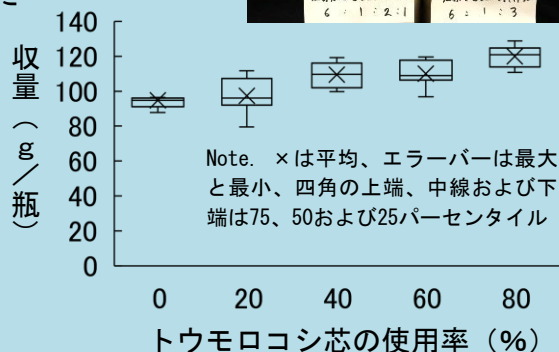 6 : 1 : 2 : 1
6 : 1 : 3
収量（g／瓶）
140
120
100
80
60
40
20
0
Note. ×は平均、エラーバーは最大
と最小、四角の上端、中線および下
端は75、50および25パーセンタイル
0 20 40 60 80
トウモロコシ芯の使用率（%）